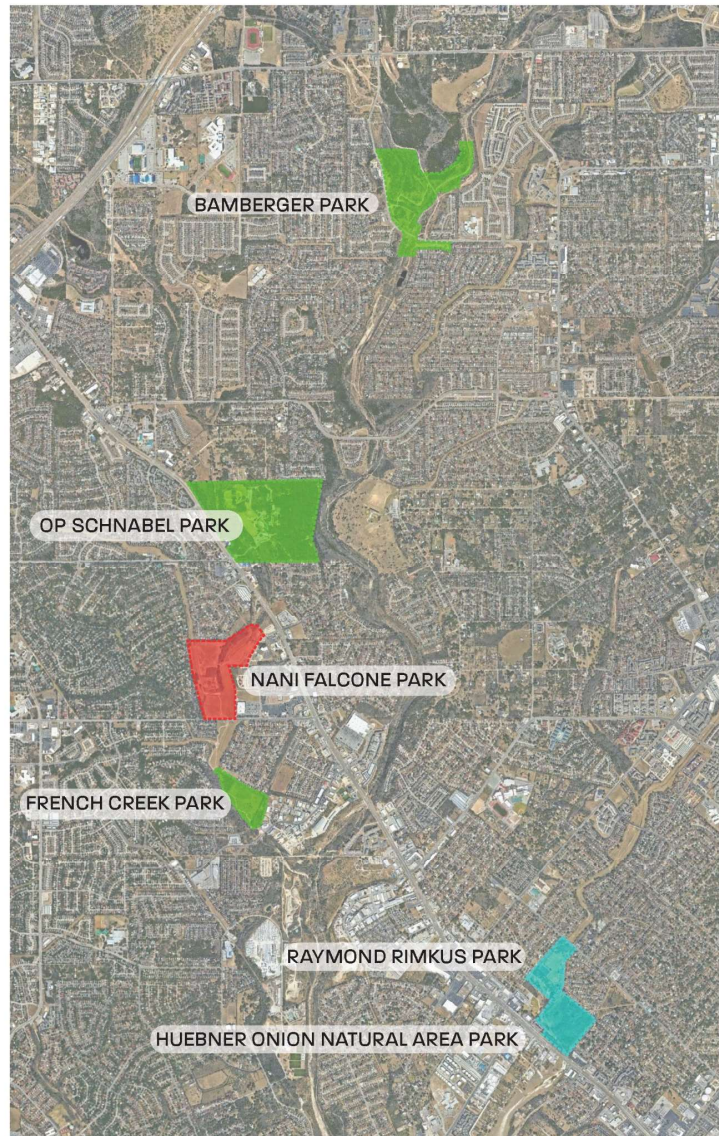 BAMBERGER PARK
OP SCHNABEL PARK
NANI FALCONE PARK
FRENCH CREEK PARK
RAYMOND RIMKUS PARK
HUEBNER ONION NATURAL AREA PARK